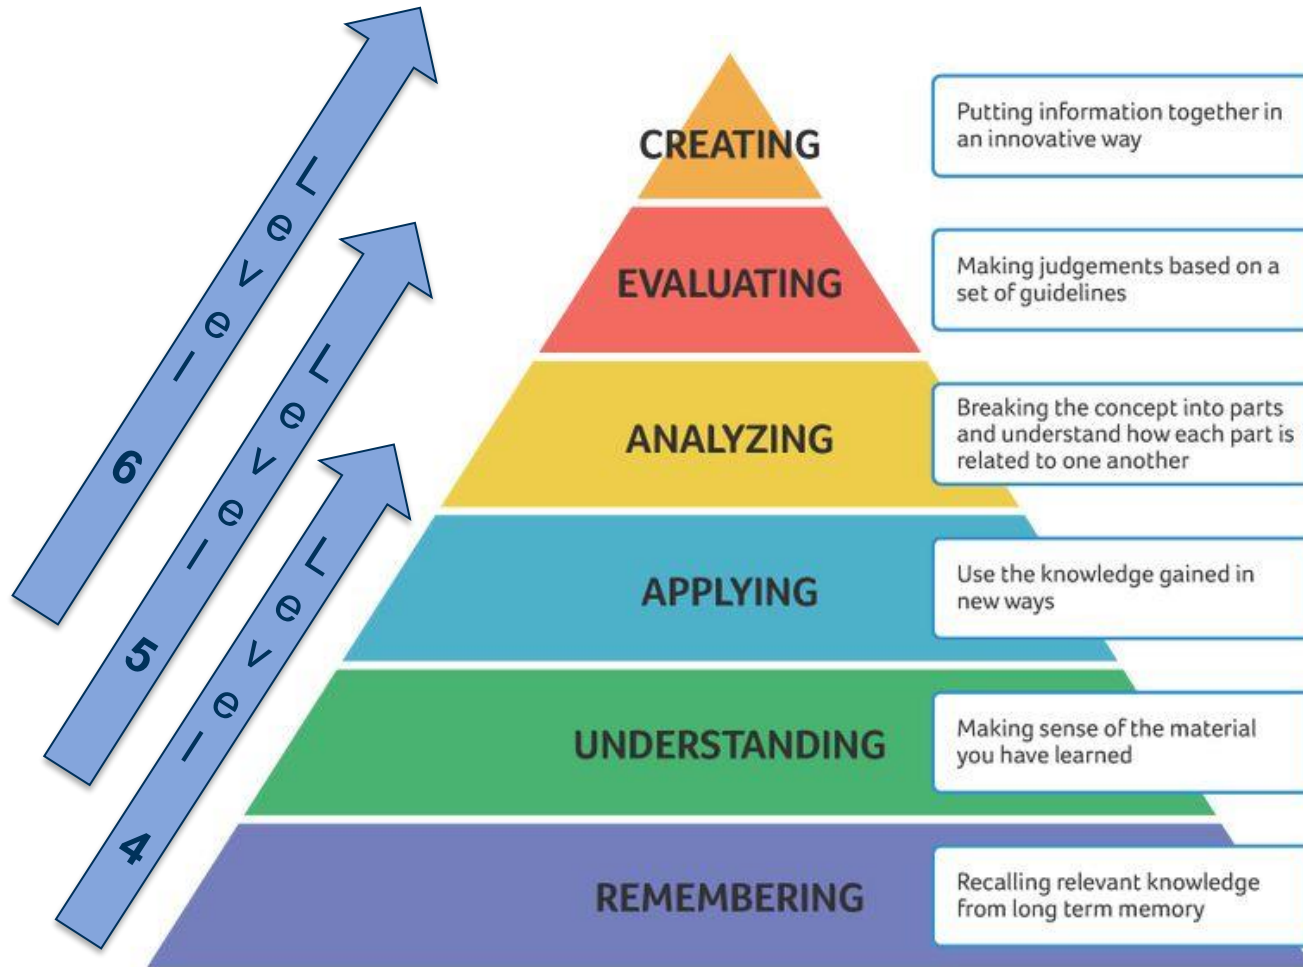 Level 6
Level 5
Level 4
CREATING
Putting information together in
an innovative way
EVALUATING
Making judgements based on a
set of guidelines
ANALYZING
Breaking the concept into parts
and understand how each part is
related to one another
APPLYING
Use the knowledge gained in
new ways
UNDERSTANDING
Making sense of the material
you have learned
REMEMBERING
Recalling relevant knowledge
from long term memory